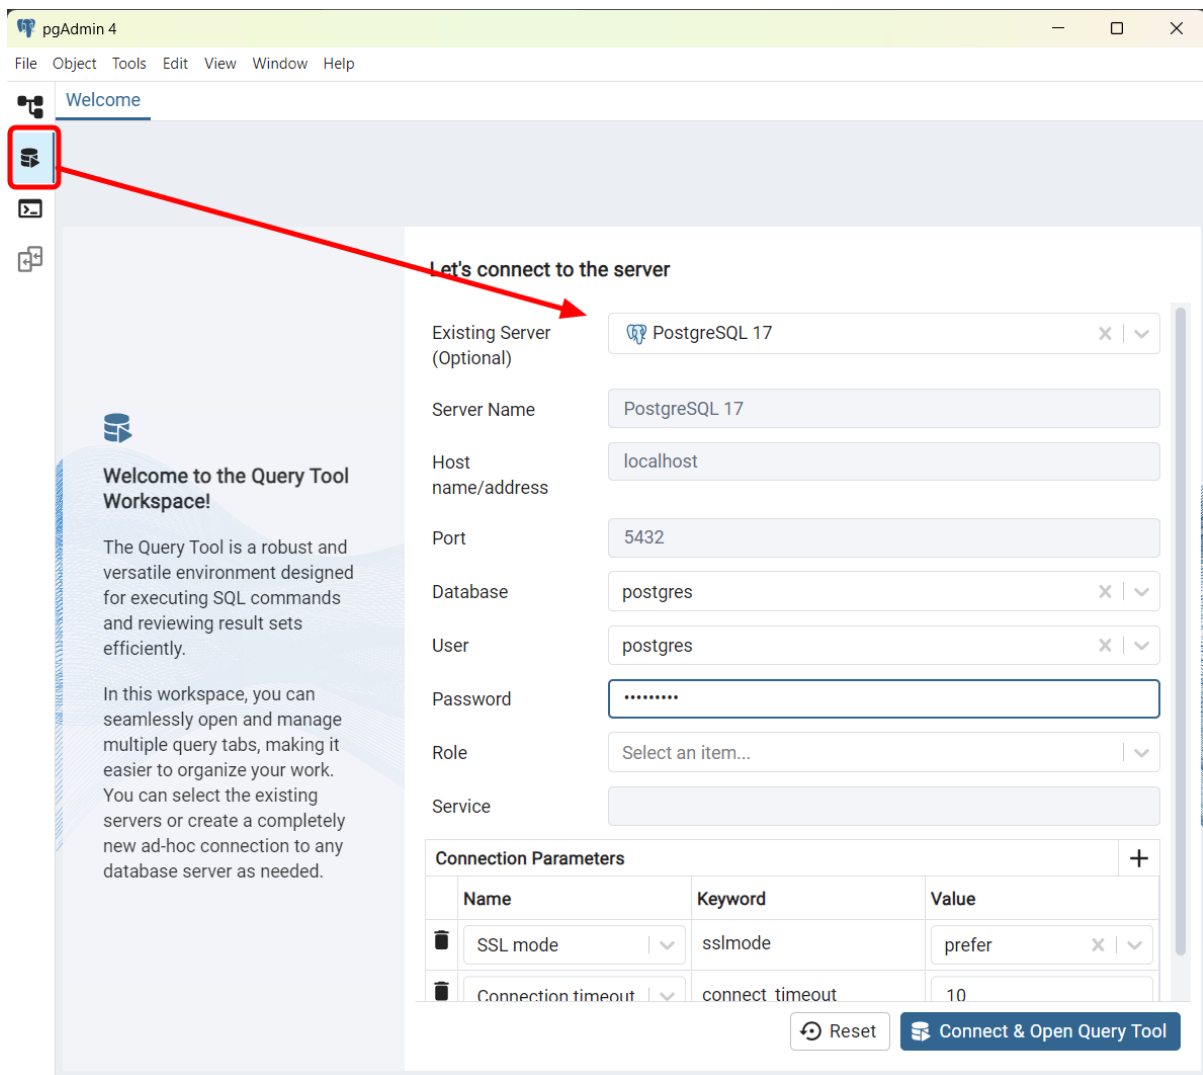 pgAdmin 4
File Object Tools Edit View Window Help
Welcome
Welcome to the Query Tool
Workspace!
The Query Tool is a robust and
versatile environment designed
for executing SQL commands
and reviewing result sets
efficiently.
In this workspace, you can
seamlessly open and manage
multiple query tabs, making it
easier to organize your work.
You can select the existing
servers or create a completely
new ad-hoc connection to any
database server as needed.
Let's connect to the server
Existing Server
(Optional)
PostgreSQL 17
Server Name
PostgreSQL 17
Host
name/address
localhost
Port
5432
Database
postgres
User
postgres
Password
•••••••••
Role
Select an item...
Service
Connection Parameters
Name Keyword Value
SSL mode sslmode prefer
Connection timeout connect_timeout 10
Reset
Connect & Open Query Tool